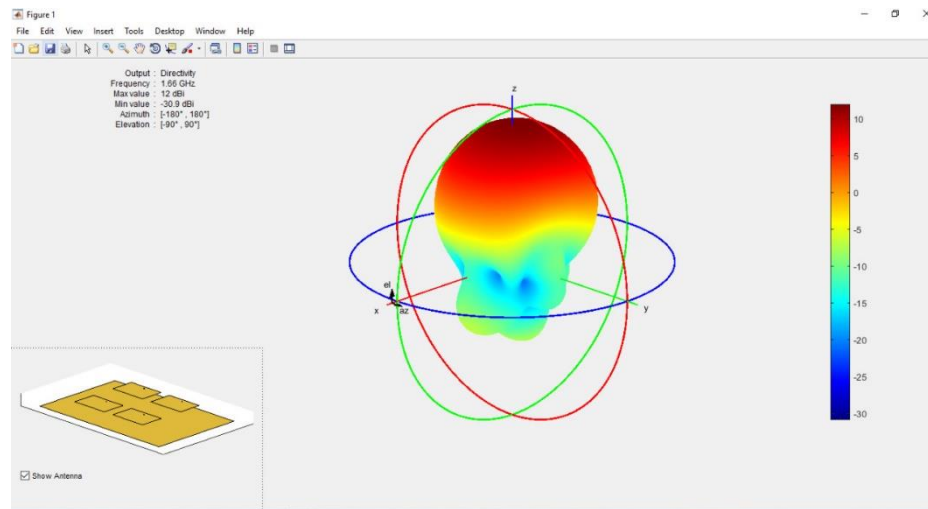 Figure 1
File Edit View Insert Tools Desktop Window Help
Output : Directivity
Frequency : 1.66 GHz
Max value : 12 dBi
Min value : -30.9 dBi
Azimuth : [-180° , 180°]
Elevation : [-90° , 90°]
z
el
x
az
y
10
5
0
-5
-10
-15
-20
-25
-30
Show Antenna